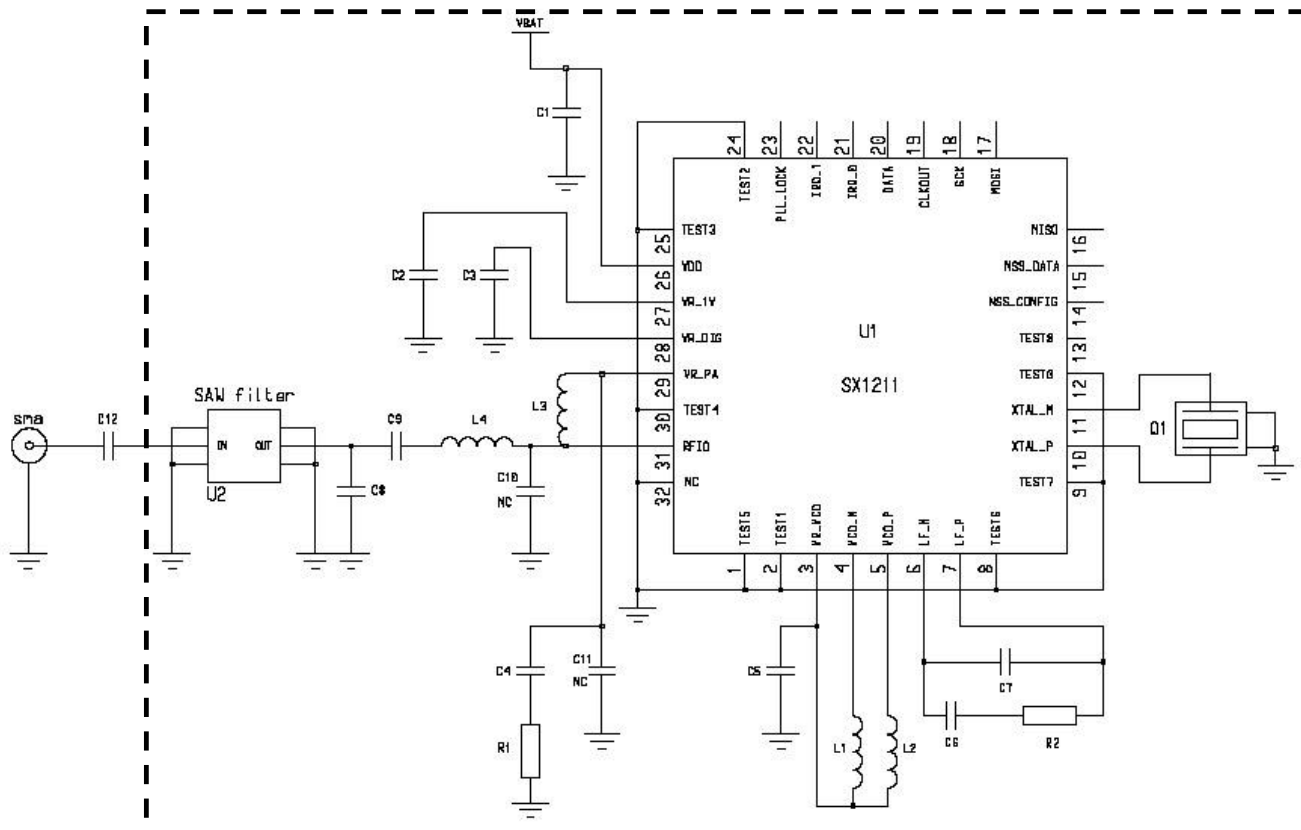 VBAT
C1
24
23
22
21
20
19
18
17
TEST2
PLL_LOCK
IRQ_1
IRQ_0
DATA
CLKOUT
SCK
MOSI
25
TEST3
26
VDD
27
VR_1V
28
VR_DIG
29
VR_PA
30
TEST4
31
RFIO
32
NC
MISO
16
NSS_DATA
15
NSS_CONFIG
14
TEST8
13
TEST6
12
XTAL_M
11
XTAL_P
10
TEST7
9
U1
SX1211
C2
C3
SAW filter
IN
OUT
U2
sma
C12
C9
L4
L3
C8
C10
NC
Q1
TEST5
TEST1
VR_VCO
VCO_M
VCO_P
LF_M
LF_P
1
2
3
4
5
6
7
8
C4
C11
NC
R1
C5
L1
L2
C7
C6
R2